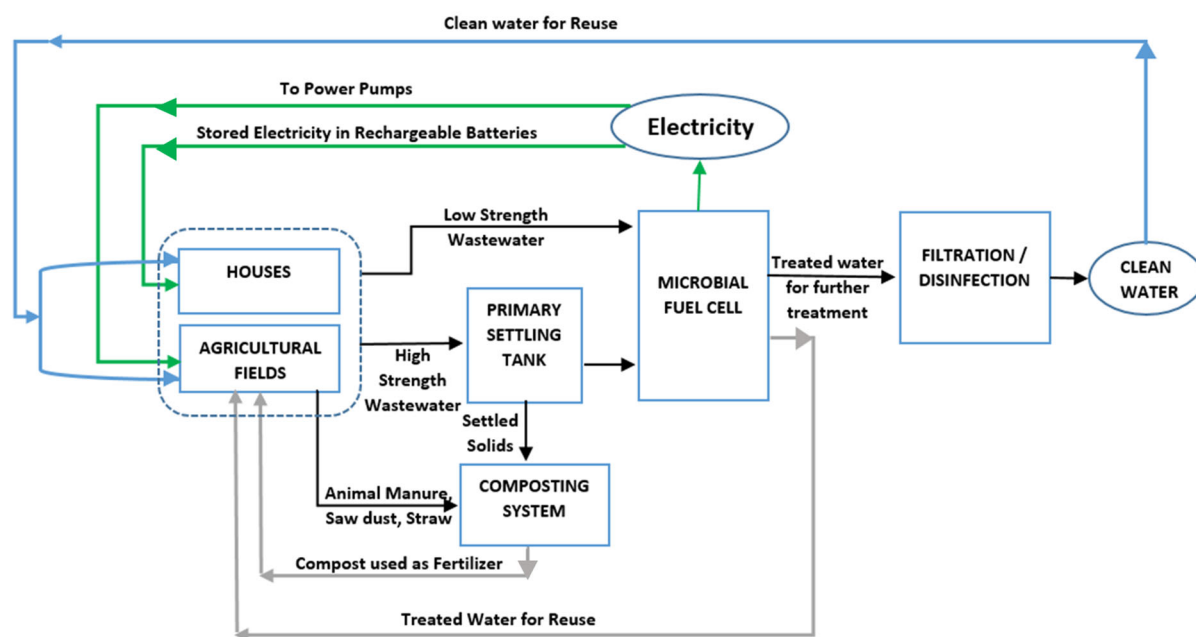 Clean water for Reuse
To Power Pumps
Electricity
Stored Electricity in Rechargeable Batteries
Low Strength
Wastewater
HOUSES
AGRICULTURAL
FIELDS
High
Strength
Wastewater
PRIMARY
SETTLING
TANK
MICROBIAL
FUEL CELL
Treated water
for further
treatment
FILTRATION /
DISINFECTION
CLEAN
WATER
Settled
Solids
Animal Manure,
Saw dust, Straw
COMPOSTING
SYSTEM
Compost used as Fertilizer
Treated Water for Reuse